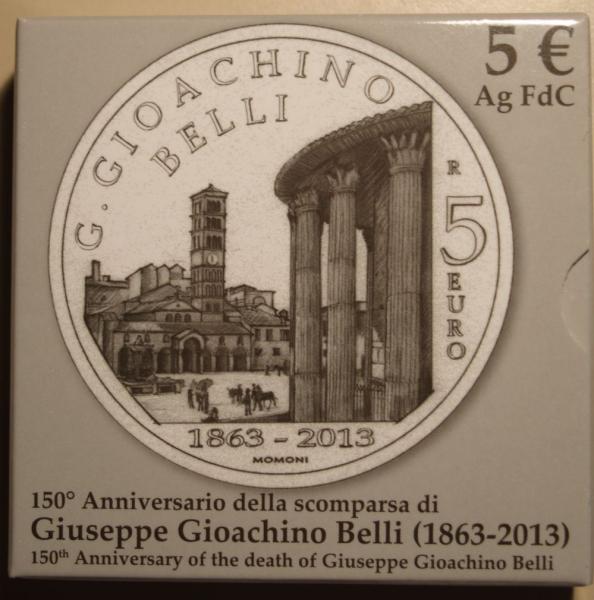 5 €
Ag FdC
G. GIOACHINO
BELLI
R
5
EURO
1863 - 2013
MOMONI
150° Anniversario della scomparsa di
Giuseppe Gioachino Belli (1863-2013)
150th Anniversary of the death of Giuseppe Gioachino Belli